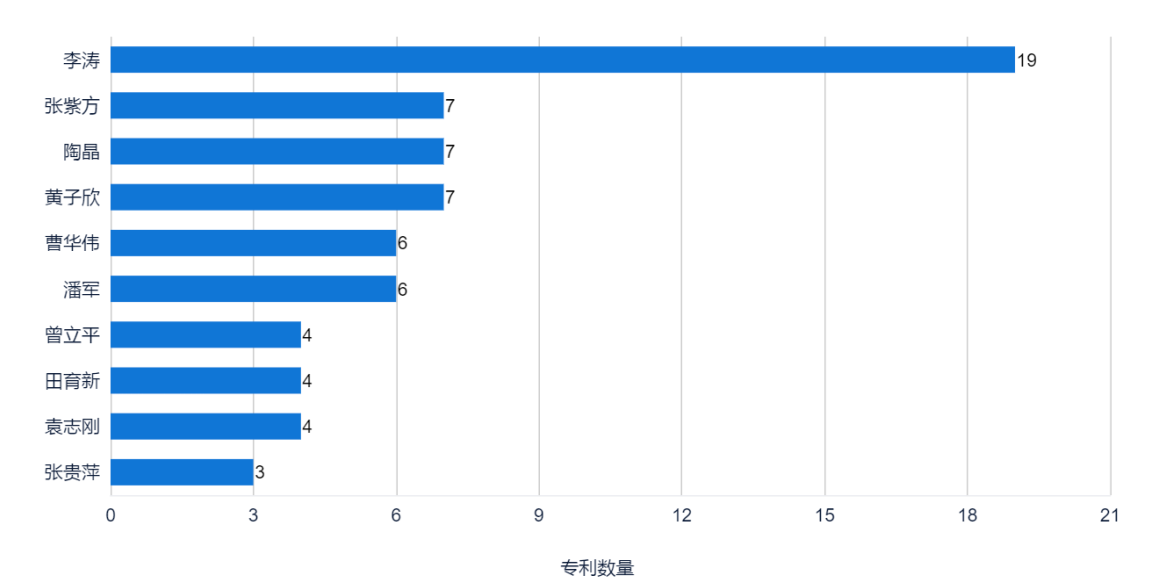 李涛 19
张紫方 7
陶晶 7
黄子欣 7
曹华伟 6
潘军 6
曾立平 4
田育新 4
袁志刚 4
张贵萍 3
0 3 6 9 12 15 18 21
专利数量